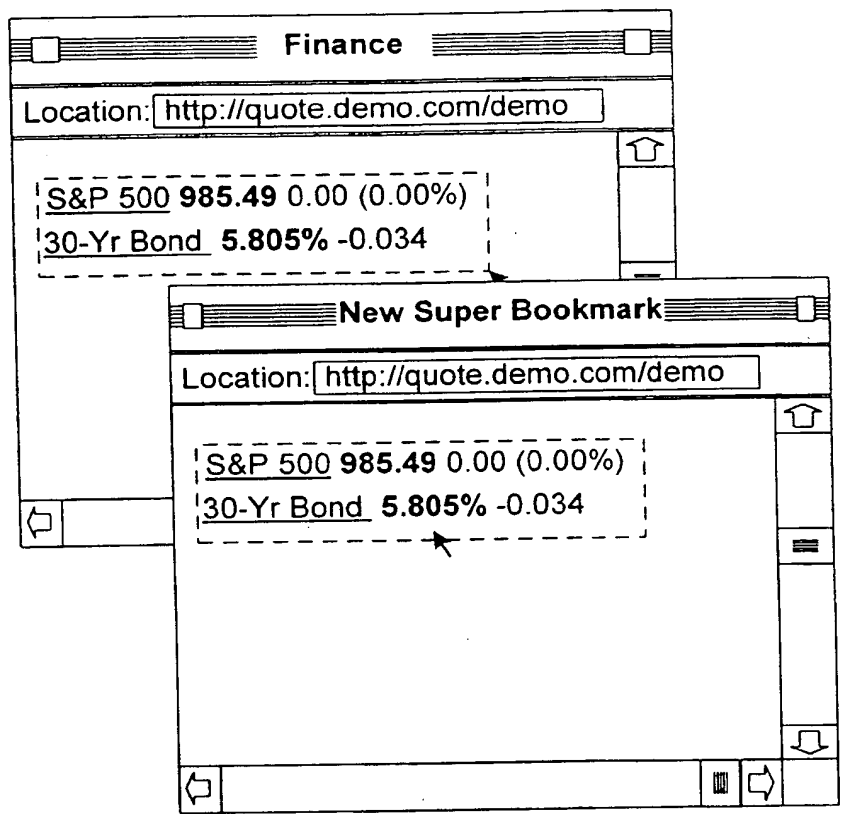 Finance
Location: http://quote.demo.com/demo
S&P 500 985.49 0.00 (0.00%)
30-Yr Bond 5.805% -0.034
New Super Bookmark
Location: http://quote.demo.com/demo
S&P 500 985.49 0.00 (0.00%)
30-Yr Bond 5.805% -0.034